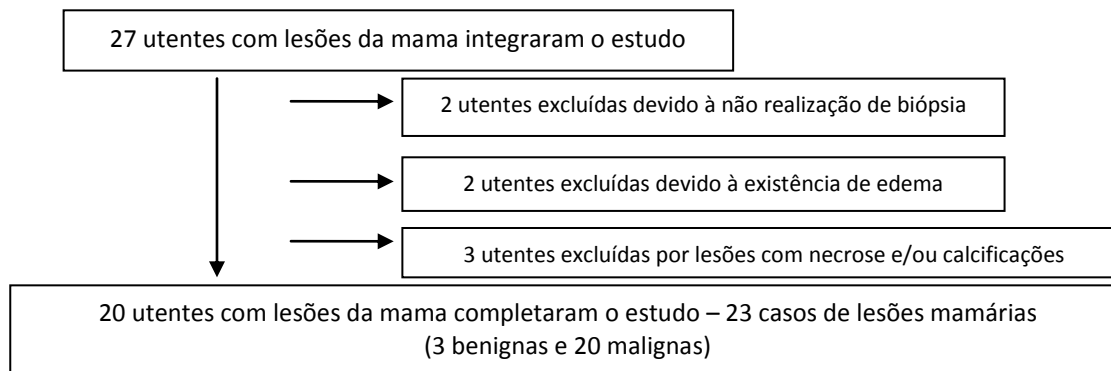 27 utentes com lesões da mama integraram o estudo
2 utentes excluídas devido à não realização de biópsia
2 utentes excluídas devido à existência de edema
3 utentes excluídas por lesões com necrose e/ou calcificações
20 utentes com lesões da mama completaram o estudo – 23 casos de lesões mamárias
(3 benignas e 20 malignas)